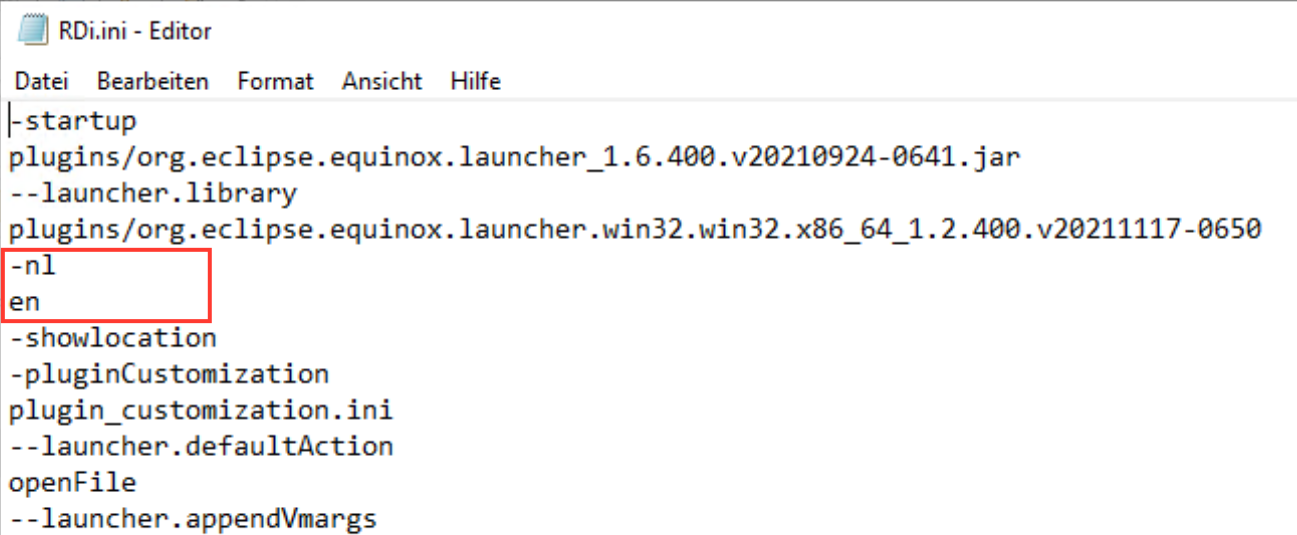 RDi.ini - Editor
Datei Bearbeiten Format Ansicht Hilfe
-startup
plugins/org.eclipse.equinox.launcher_1.6.400.v20210924-0641.jar
--launcher.library
plugins/org.eclipse.equinox.launcher.win32.win32.x86_64_1.2.400.v20211117-0650
-nl
en
-showlocation
-pluginCustomization
plugin_customization.ini
--launcher.defaultAction
openFile
--launcher.appendVmargs